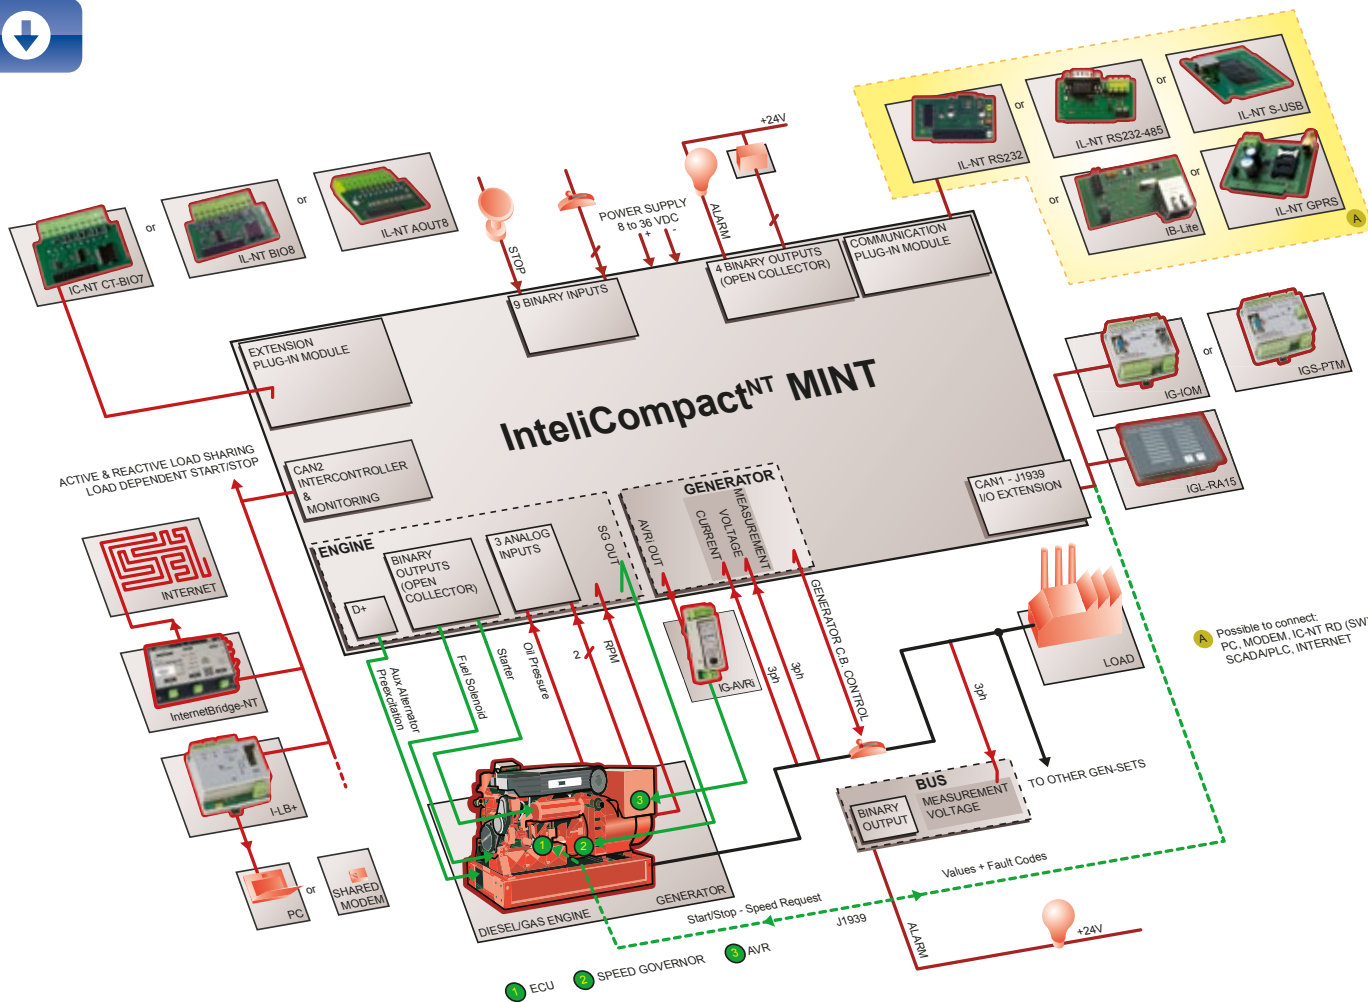 +24V
IL-NT RS232
or
IL-NT RS232-485
or
IL-NT S-USB
or
IB-Lite
or
IL-NT GPRS
A
IC-NT CT-BIO7
or
IL-NT BIO8
or
IL-NT AOUT8
STOP
POWER SUPPLY
8 to 36 VDC
+ -
ALARM
9 BINARY INPUTS
4 BINARY OUTPUTS
(OPEN COLLECTOR)
COMMUNICATION
PLUG-IN MODULE
EXTENSION
PLUG-IN MODULE
InteliCompactNT MINT
IG-IOM
or
IGS-PTM
IGL-RA15
ACTIVE & REACTIVE LOAD SHARING
LOAD DEPENDENT START/STOP
CAN2
INTERCONTROLLER
&
MONITORING
CAN1 - J1939
I/O EXTENSION
ENGINE
D+
BINARY
OUTPUTS
(OPEN
COLLECTOR)
3 ANALOG
INPUTS
SG OUT
GENERATOR
AVRi OUT
CURRENT
VOLTAGE
MEASUREMENT
INTERNET
InternetBridge-NT
I-LB+
PC
or
SHARED
MODEM
Aux Alternator
Preexcitation
Fuel Solenoid
Starter
Oil Pressure
2
RPM
IG-AVRi
3ph
3ph
GENERATOR C.B. CONTROL
LOAD
3ph
A
Possible to connect:
PC, MODEM, IC-NT RD (SW
SCADA/PLC, INTERNET
TO OTHER GEN-SETS
BUS
BINARY
OUTPUT
MEASUREMENT
VOLTAGE
1
2
3
DIESEL/GAS ENGINE
GENERATOR
Values + Fault Codes
Start/Stop - Speed Request
J1939
ALARM
+24V
1 ECU
2 SPEED GOVERNOR
3 AVR